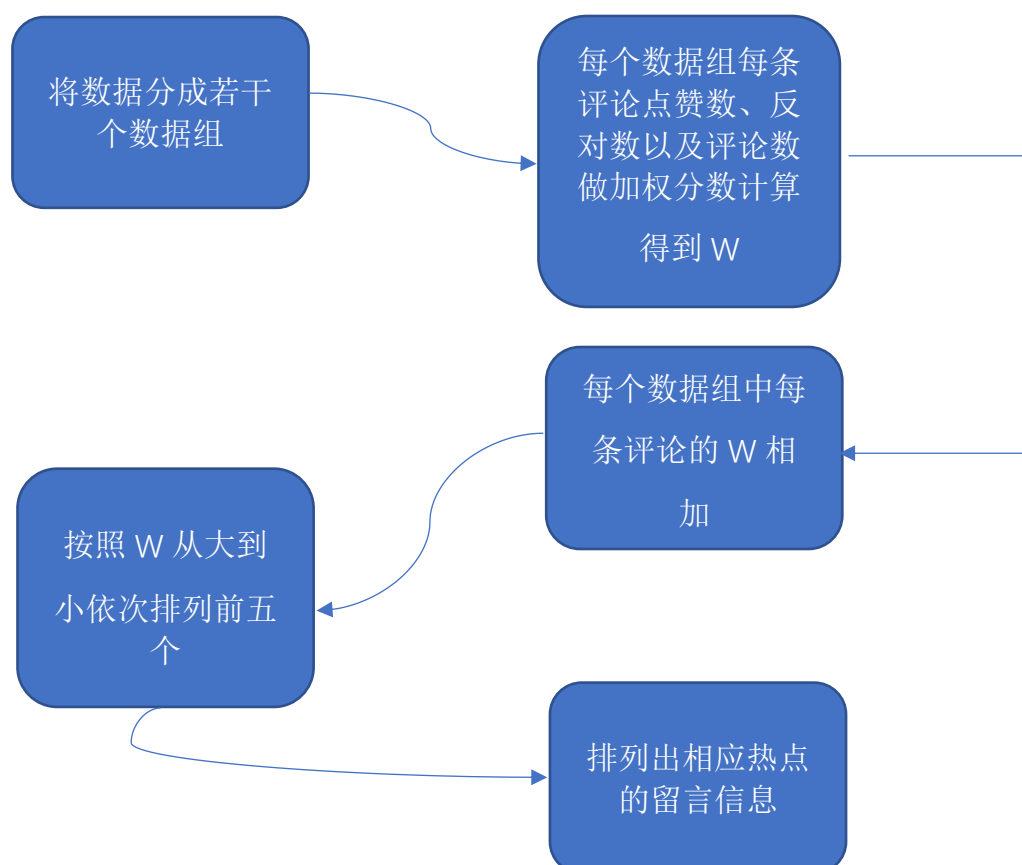 将数据分成若干
个数据组
每个数据组每条
评论点赞数、反
对数以及评论数
做加权分数计算
得到 W
每个数据组中每
条评论的 W 相
加
按照 W 从大到
小依次排列前五
个
排列出相应热点
的留言信息